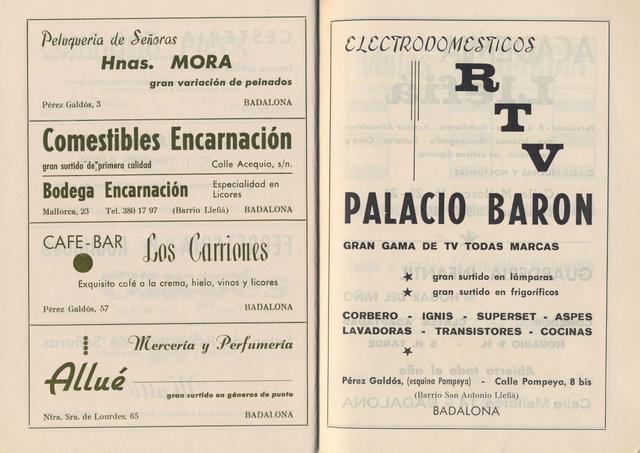 Peluquería de Señoras
Hnas. MORA
gran variación de peinados
Pérez Galdós, 3 BADALONA
Comestibles Encarnación
gran surtido de primera calidad Calle Acequia, s/n.
Bodega Encarnación Especialidad en Licores
Mallorca, 23 Tel. 380 17 97 (Barrio Llefiá) BADALONA
CAFE-BAR Los Carriones
Exquisito café a la crema, hielo, vinos y licores
Pérez Galdós, 57 BADALONA
Mercería y Perfumería
Allué
gran surtido en géneros de punto
Ntra. Sra. de Lourdes, 65 BADALONA
ELECTRODOMESTICOS
R
T
V
PALACIO BARON
GRAN GAMA DE TV TODAS MARCAS
gran surtido en lámparas
gran surtido en frigoríficos
CORBERO - IGNIS - SUPERSET - ASPES
LAVADORAS - TRANSISTORES - COCINAS
Pérez Galdós, (esquina Pompeya) - Calle Pompeya, 8 bis
(Barrio San Antonio Llefiá)
BADALONA